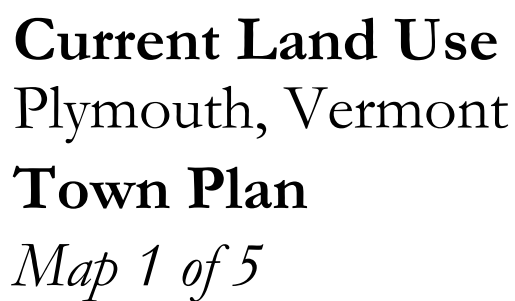 Current Land Use
Plymouth, Vermont
Town Plan
Map 1 of 5